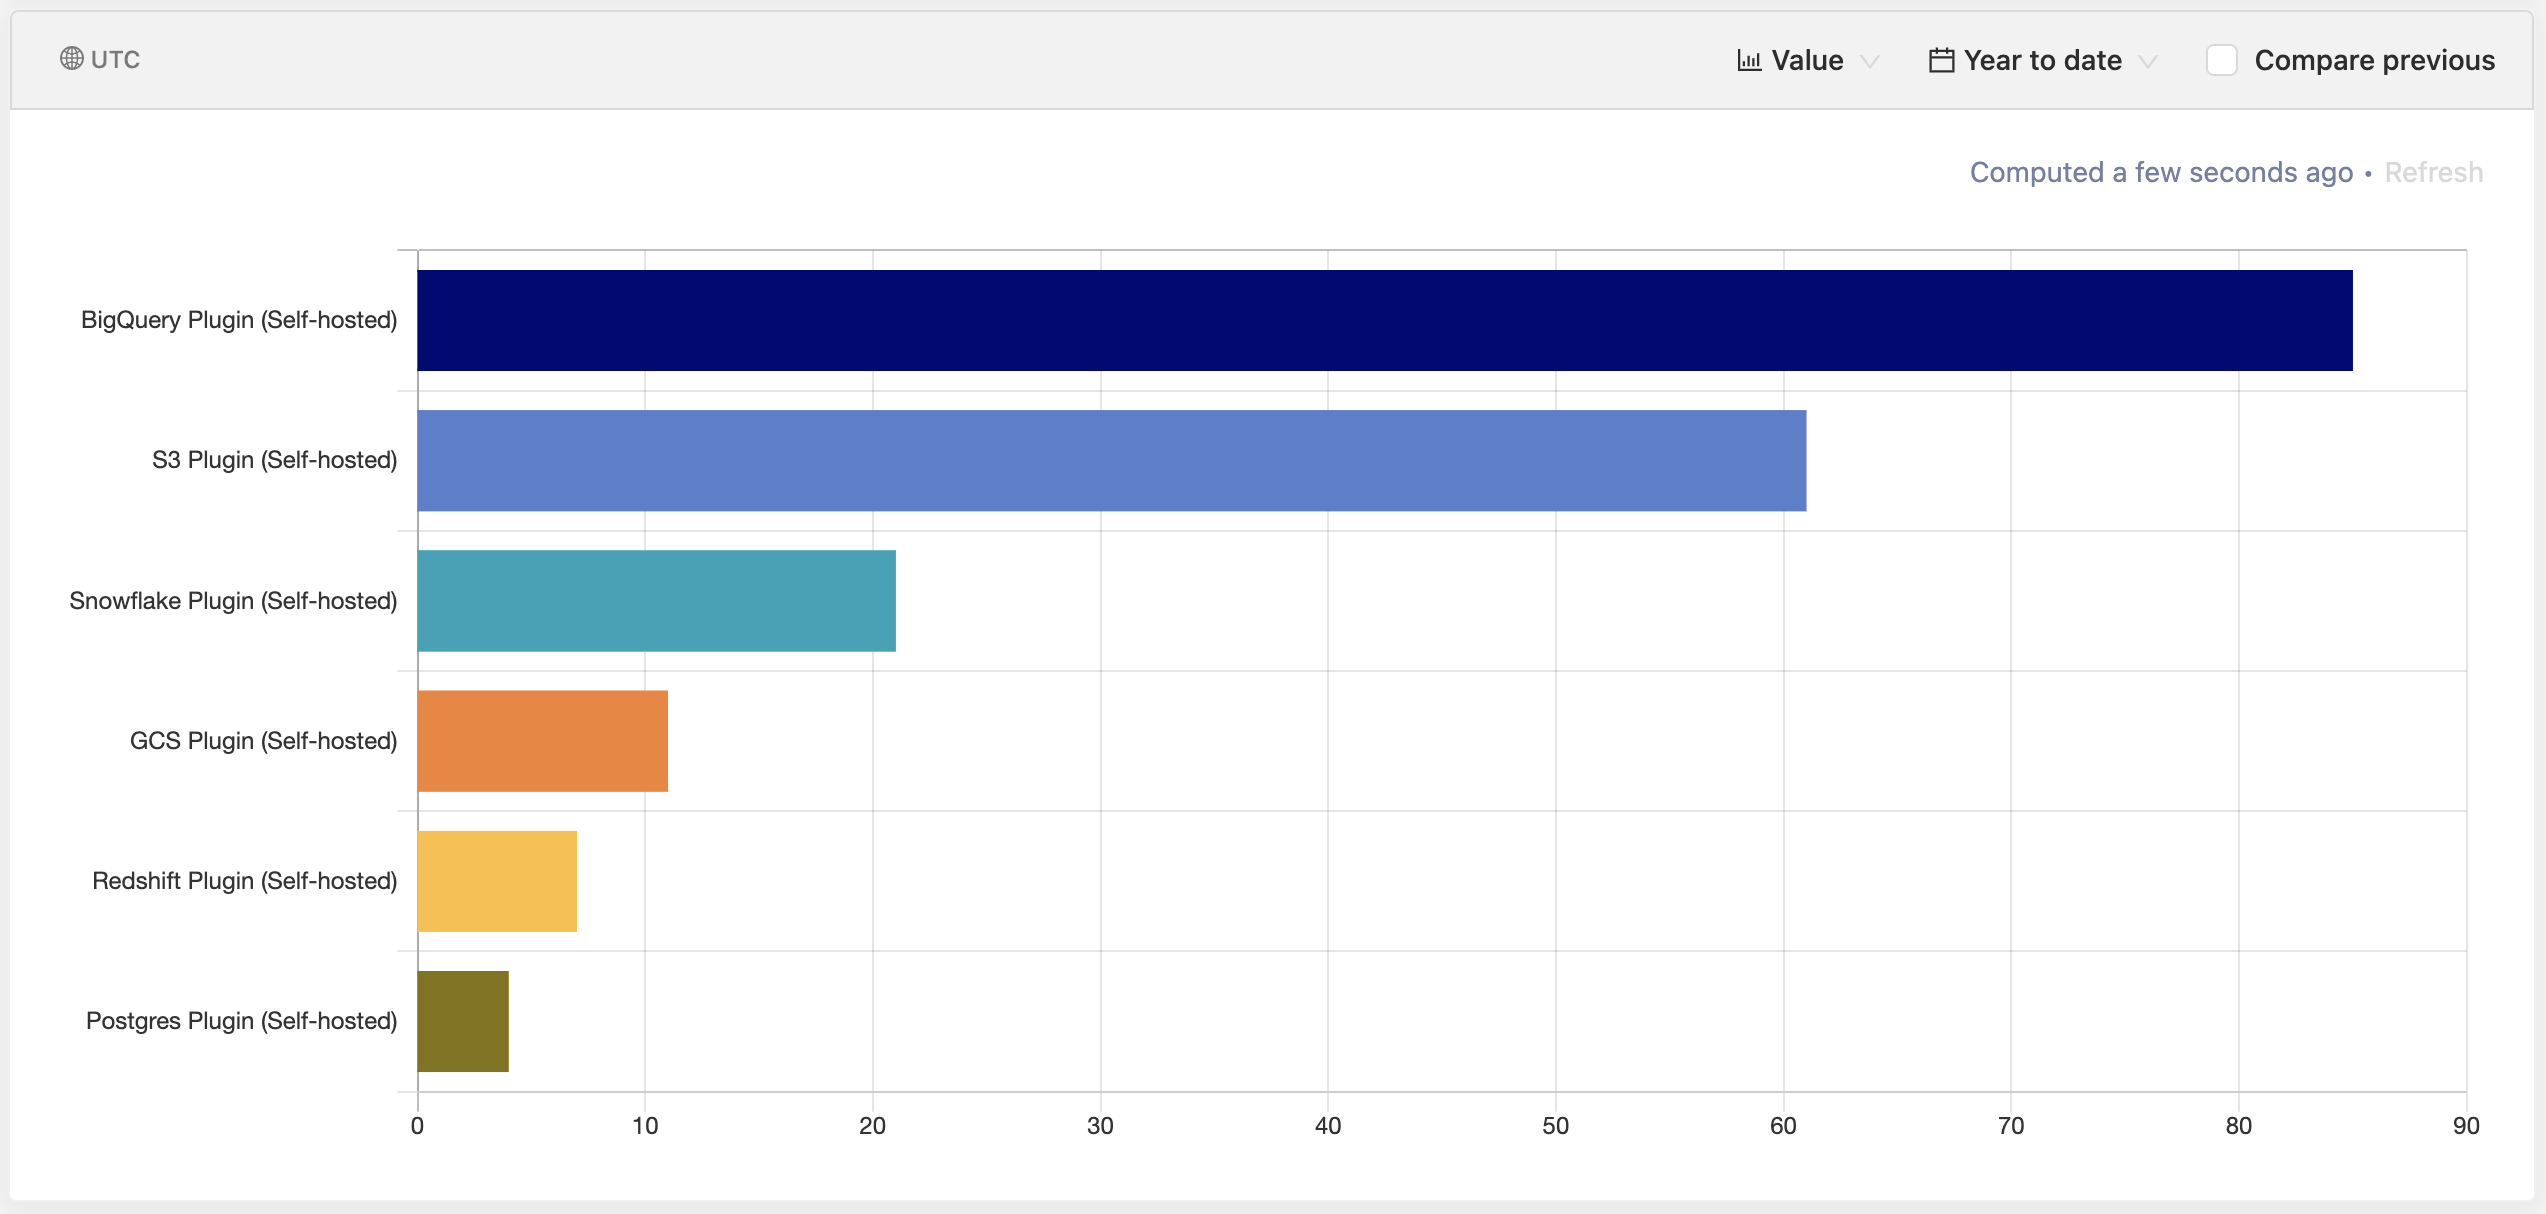 UTC
Value
Year to date
Compare previous
Computed a few seconds ago • Refresh
BigQuery Plugin (Self-hosted)
S3 Plugin (Self-hosted)
Snowflake Plugin (Self-hosted)
GCS Plugin (Self-hosted)
Redshift Plugin (Self-hosted)
Postgres Plugin (Self-hosted)
0 10 20 30 40 50 60 70 80 90